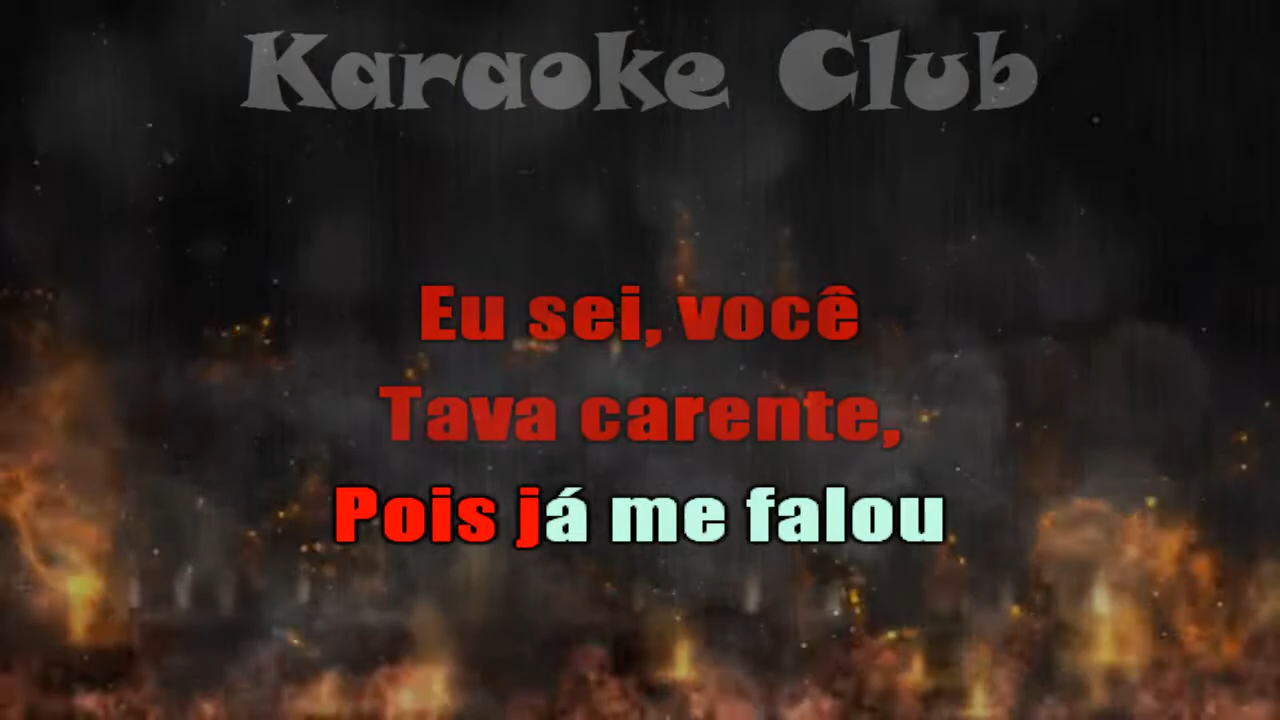 Karaoke Club
Eu sei, você
Tava carente,
Pois já me falou